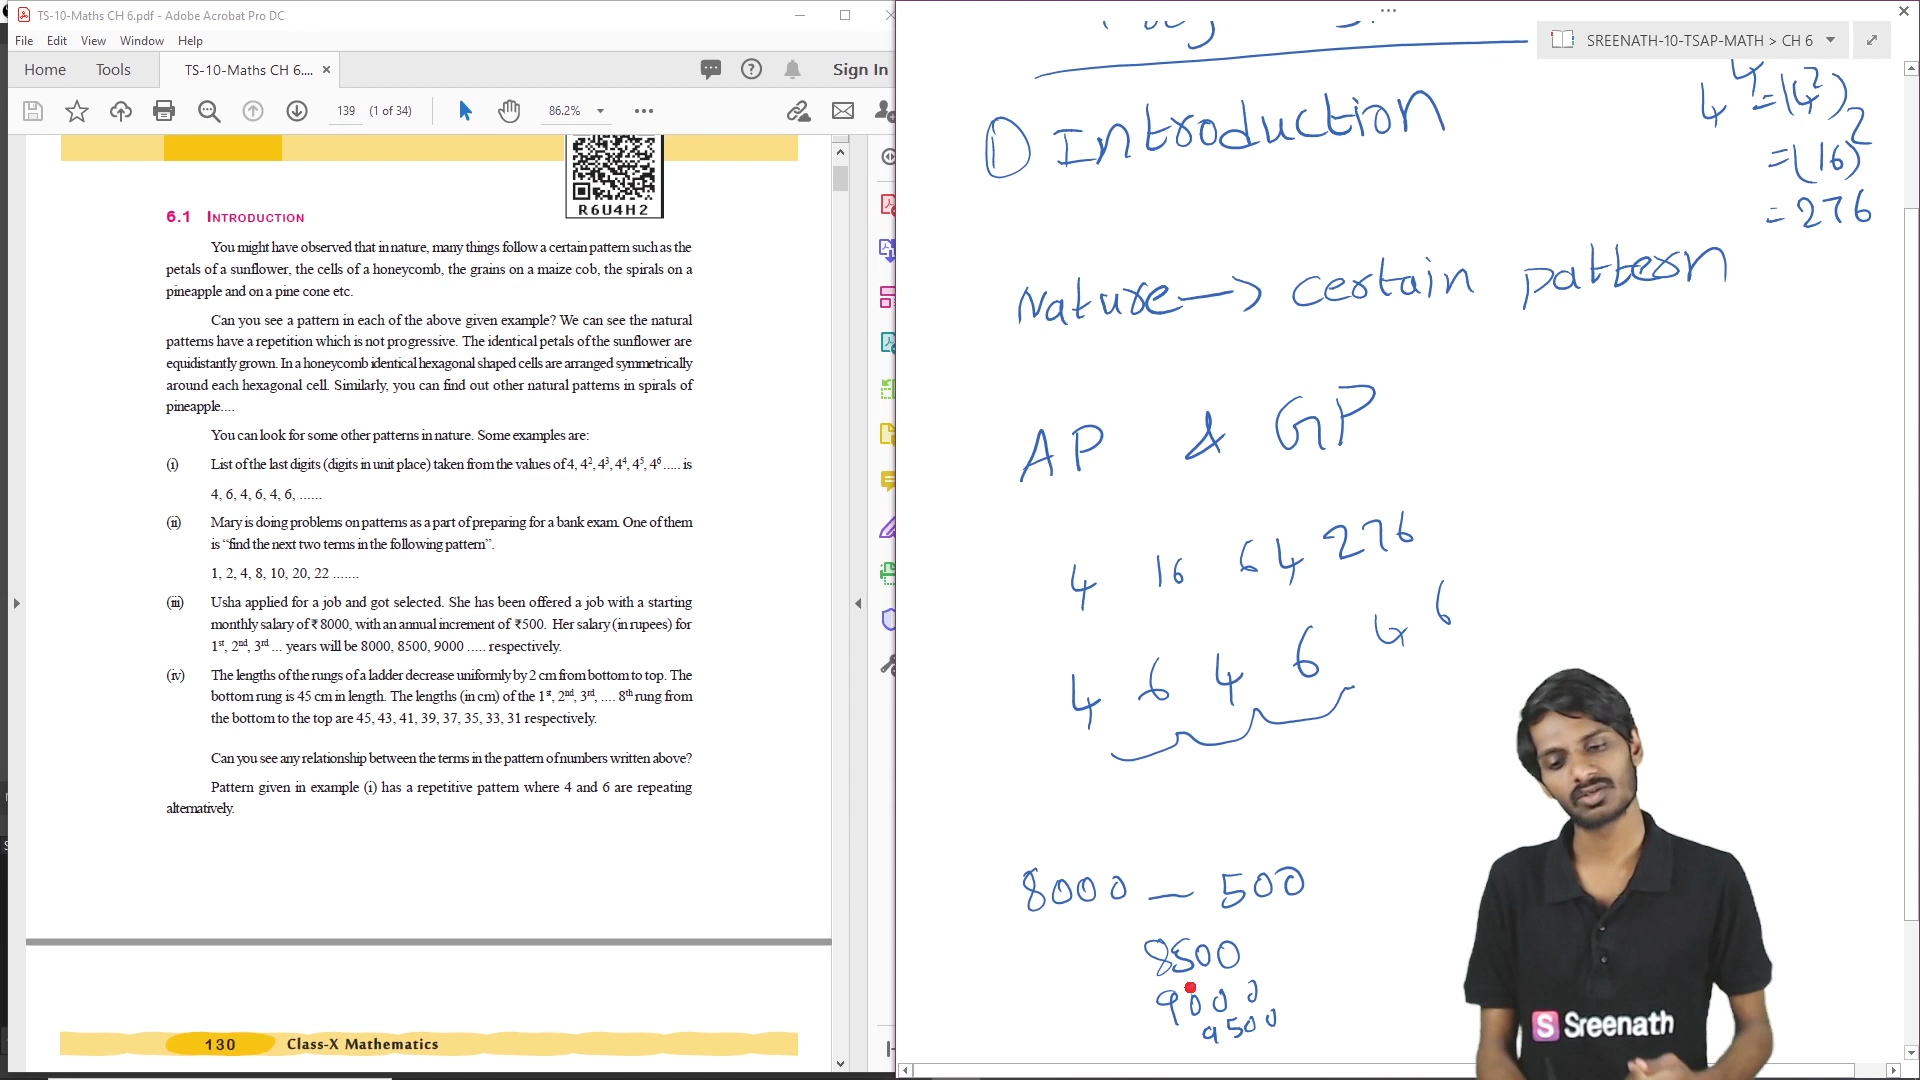 TS-10-Maths CH 6.pdf - Adobe Acrobat Pro DC
File Edit View Window Help
Home Tools TS-10-Maths CH 6.... × Sign In
139 (1 of 34) 86.2%
R6U4H2
6.1 INTRODUCTION
You might have observed that in nature, many things follow a certain pattern such as the
petals of a sunflower, the cells of a honeycomb, the grains on a maize cob, the spirals on a
pineapple and on a pine cone etc.
Can you see a pattern in each of the above given example? We can see the natural
patterns have a repetition which is not progressive. The identical petals of the sunflower are
equidistantly grown. In a honeycomb identical hexagonal shaped cells are arranged symmetrically
around each hexagonal cell. Similarly, you can find out other natural patterns in spirals of
pineapple....
You can look for some other patterns in nature. Some examples are:
(i) List of the last digits (digits in unit place) taken from the values of 4, 4², 4³, 4⁴, 4⁵, 4⁶ ..... is
4, 6, 4, 6, 4, 6, ......
(ii) Mary is doing problems on patterns as a part of preparing for a bank exam. One of them
is “find the next two terms in the following pattern”.
1, 2, 4, 8, 10, 20, 22 .......
(iii) Usha applied for a job and got selected. She has been offered a job with a starting
monthly salary of ₹ 8000, with an annual increment of ₹500. Her salary (in rupees) for
1st, 2nd, 3rd ... years will be 8000, 8500, 9000 ..... respectively.
(iv) The lengths of the rungs of a ladder decrease uniformly by 2 cm from bottom to top. The
bottom rung is 45 cm in length. The lengths (in cm) of the 1st, 2nd, 3rd, .... 8th rung from
the bottom to the top are 45, 43, 41, 39, 37, 35, 33, 31 respectively.
Can you see any relationship between the terms in the pattern of numbers written above?
Pattern given in example (i) has a repetitive pattern where 4 and 6 are repeating
alternatively.
130 Class-X Mathematics
SREENATH-10-TSAP-MATH > CH 6
4⁴ = (4²)²
= (16)²
= 276
① Introduction
Nature → certain pattern
AP & GP
4 16 64 276
4 6 4 6 4 6
8000 — 500
8500
9000
9500
S Sreenath